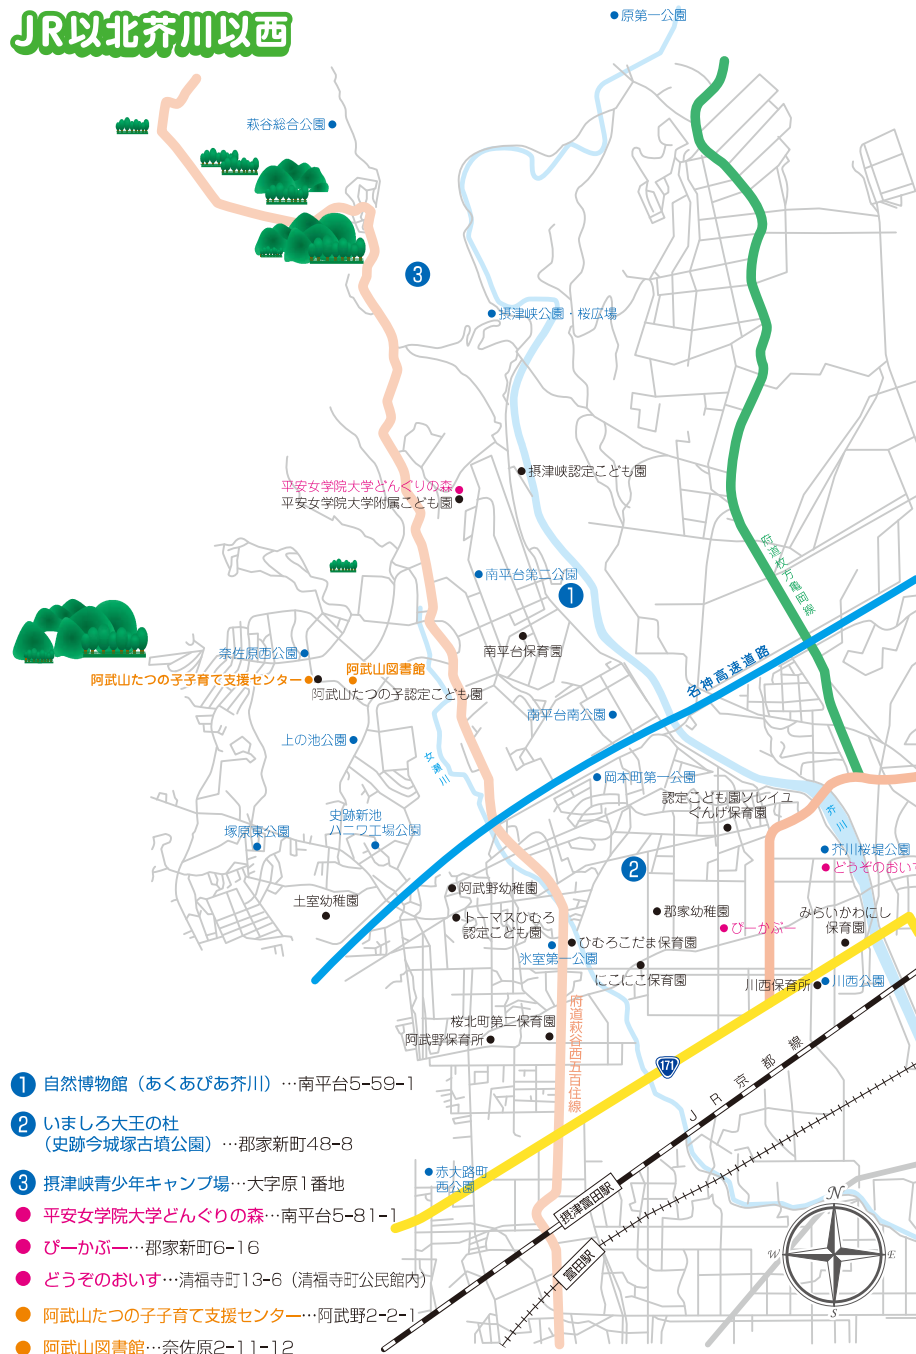 JR以北芥川以西
原第一公園
萩谷総合公園
3
摂津峡公園・桜広場
摂津峡認定こども園
平安女学院大学どんぐりの森
平安女学院大学附属こども園
府道枚方亀岡線
南平台第二公園
1
南平台保育園
奈佐原西公園
阿武山図書館
阿武山たつの子子育て支援センター
阿武山たつの子認定こども園
名神高速道路
南平台南公園
上の池公園
女瀬川
岡本町第一公園
認定こども園ソレイユ
ぐんげ保育園
芥川
史跡新池
ハニワ工場公園
塚原東公園
芥川桜堤公園
2
どうぞのおいす
阿武野幼稚園
土室幼稚園
郡家幼稚園
みらいかわにし
保育園
トーマスひむろ
認定こども園
ぴーかぶー
ひむろこだま保育園
氷室第一公園
にこにこ保育園
川西保育所
川西公園
府道萩谷西五百住線
桜北町第二保育園
阿武野保育所
171
JR京都線
1 自然博物館（あくあぴあ芥川）…南平台5-59-1
2 いましろ大王の杜
（史跡今城塚古墳公園）…郡家新町48-8
3 摂津峡青少年キャンプ場…大字原1番地
赤大路町
西公園
摂津富田駅
富田駅
N
W
E
S
平安女学院大学どんぐりの森…南平台5-81-1
ぴーかぶー…郡家新町6-16
どうぞのおいす…清福寺町13-6（清福寺町公民館内）
阿武山たつの子子育て支援センター…阿武野2-2-1
阿武山図書館…奈佐原2-11-12